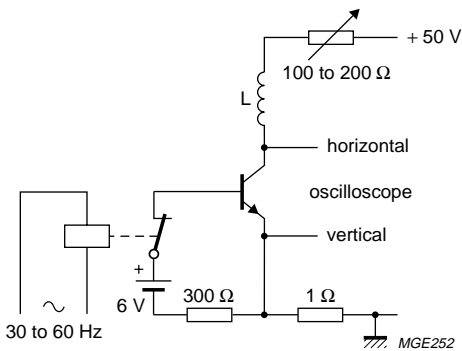 + 50 V
100 to 200 Ω
L
horizontal
oscilloscope
vertical
+
6 V
300 Ω
1 Ω
30 to 60 Hz
MGE252